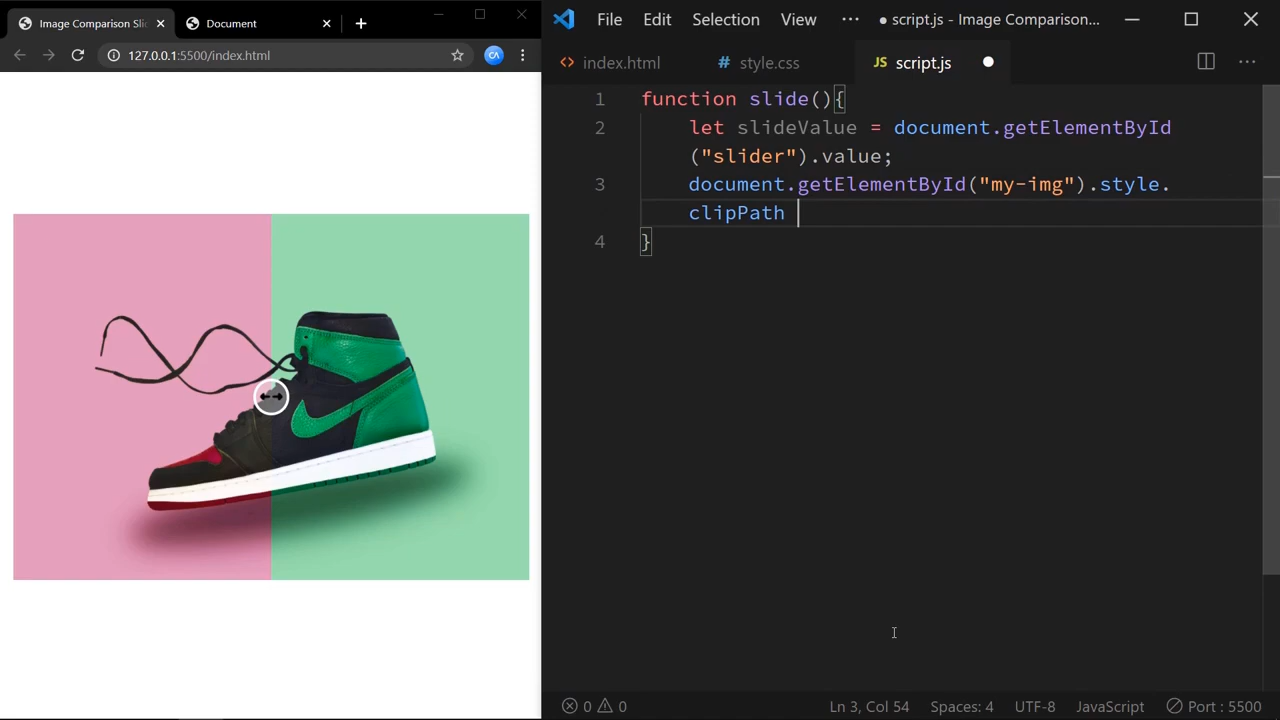 Image Comparison Sli
Document
127.0.0.1:5500/index.html
File Edit Selection View ··· ● script.js - Image Comparison...
<> index.html
# style.css
JS script.js
1 function slide(){
2 let slideValue = document.getElementById
("slider").value;
3 document.getElementById("my-img").style.
clipPath
4 }
0 0
Ln 3, Col 54 Spaces: 4 UTF-8 JavaScript Port : 5500